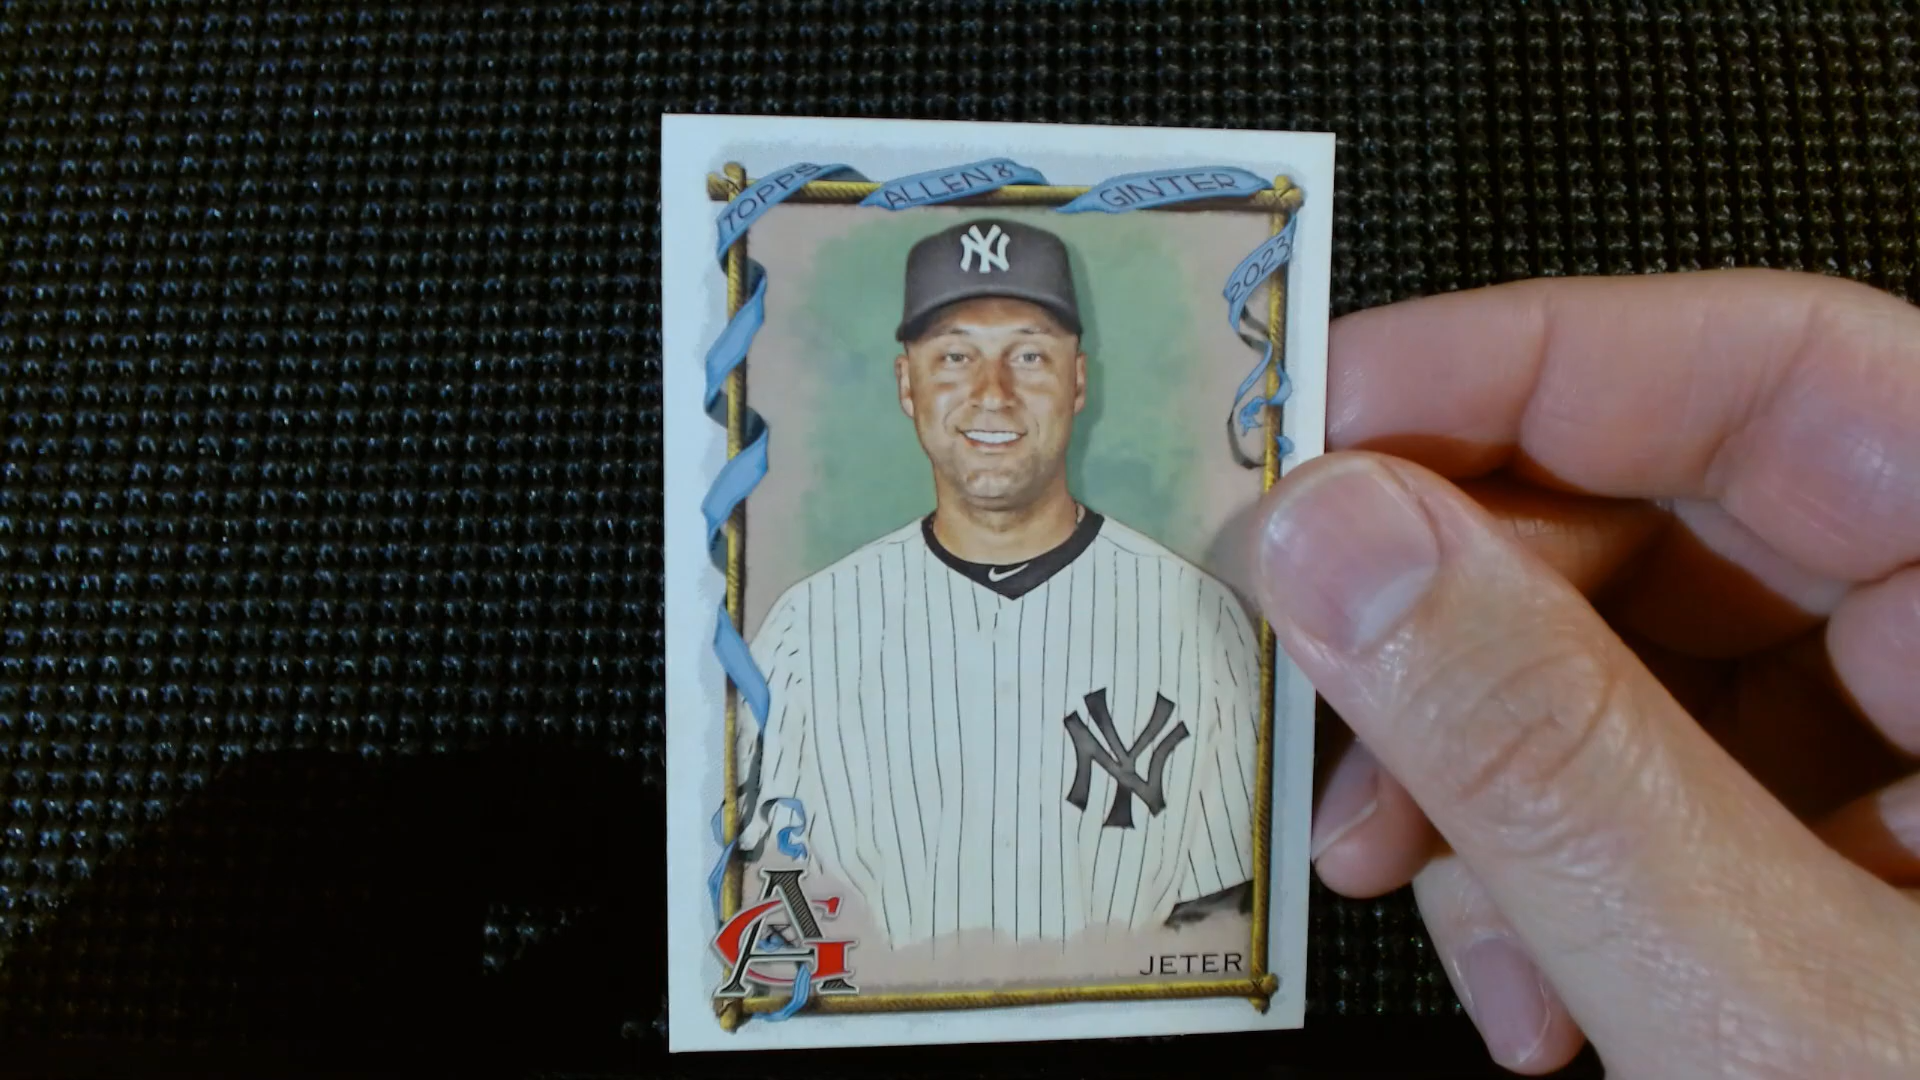 TOPPS ALLEN & GINTER
2023
NY
NY
A&G
JETER